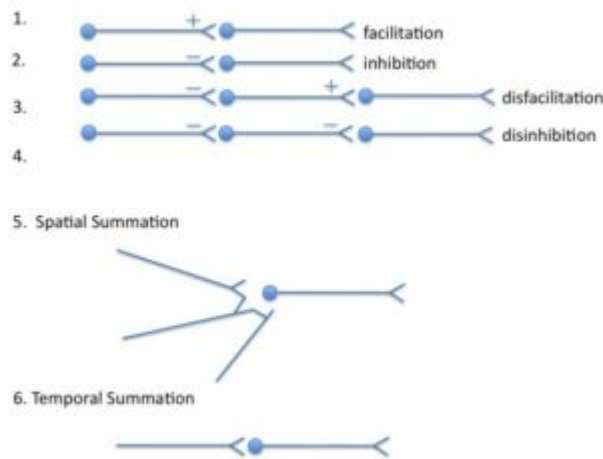 1. + facilitation
2. − inhibition
3. − + disfacilitation
4. − − disinhibition
5. Spatial Summation
6. Temporal Summation